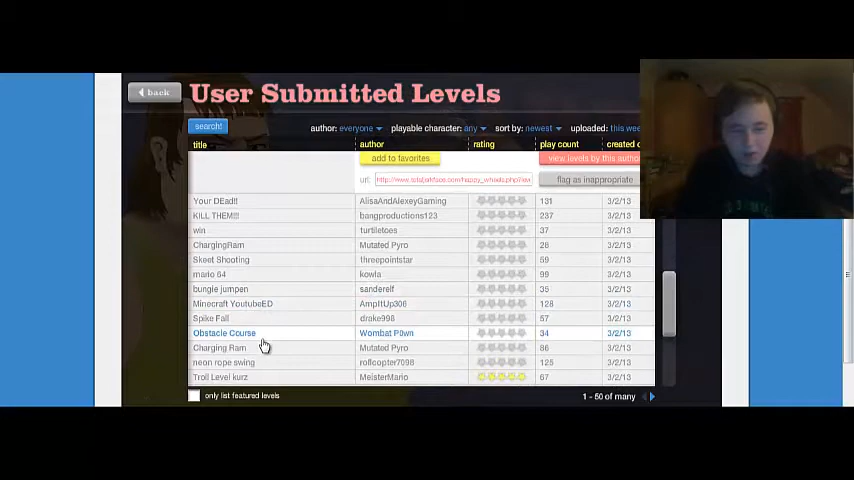 back
User Submitted Levels
search!
author: everyone playable character: any sort by: newest uploaded: this wee
title author rating play count created o
add to favorites view levels by this autho
url: flag as inappropriate
Your DEad!! AlisaAndAlexeyGaming 131 3/2/13
KILL THEM!!! bangproductions123 237 3/2/13
win turtletoes 37 3/2/13
ChargingRam Mutated Pyro 28 3/2/13
Skeet Shooting threepointstar 59 3/2/13
mario 64 kowla 99 3/2/13
bungie jumpen sanderelf 35 3/2/13
Minecraft YoutubeED AmpItUp306 128 3/2/13
Spike Fall drake998 57 3/2/13
Obstacle Course Wombat P0wn 34 3/2/13
Charging Ram Mutated Pyro 86 3/2/13
neon rope swing roflcopter7098 125 3/2/13
Troll Level kurz MeisterMario 67 3/2/13
only list featured levels 1 - 50 of many